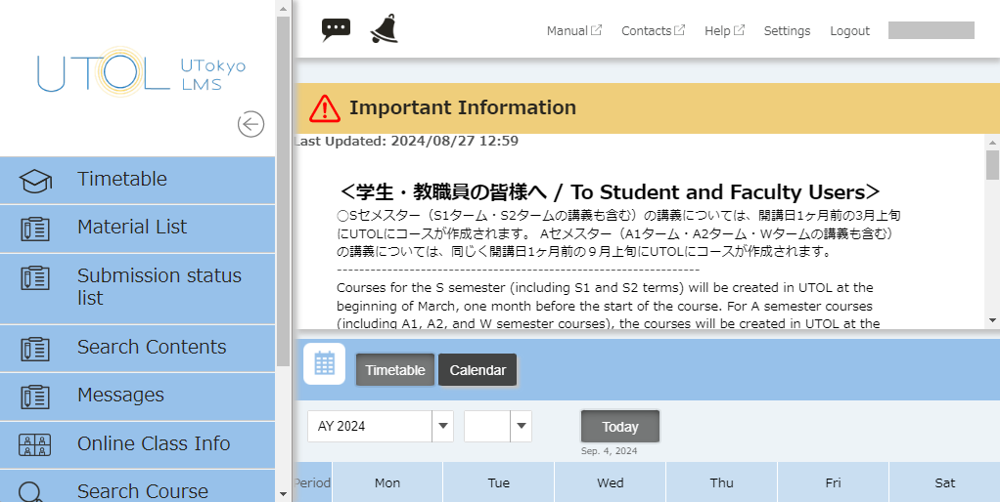 UTOL UTokyo
LMS
Timetable
Material List
Submission status
list
Search Contents
Messages
Online Class Info
Search Course
Manual Contacts Help Settings Logout
Important Information
Last Updated: 2024/08/27 12:59
＜学生・教職員の皆様へ / To Student and Faculty Users＞
○Sセメスター（S1ターム・S2タームの講義も含む）の講義については、開講日1ヶ月前の3月上旬
にUTOLにコースが作成されます。 Aセメスター（A1ターム・A2ターム・Wタームの講義も含む）
の講義については、同じく開講日1ヶ月前の９月上旬にUTOLにコースが作成されます。
--------------------------------------------------------------------------
Courses for the S semester (including S1 and S2 terms) will be created in UTOL at the
beginning of March, one month before the start of the course. For A semester courses
(including A1, A2, and W semester courses), the courses will be created in UTOL at the
Timetable Calendar
AY 2024 Today
Sep. 4, 2024
Period Mon Tue Wed Thu Fri Sat